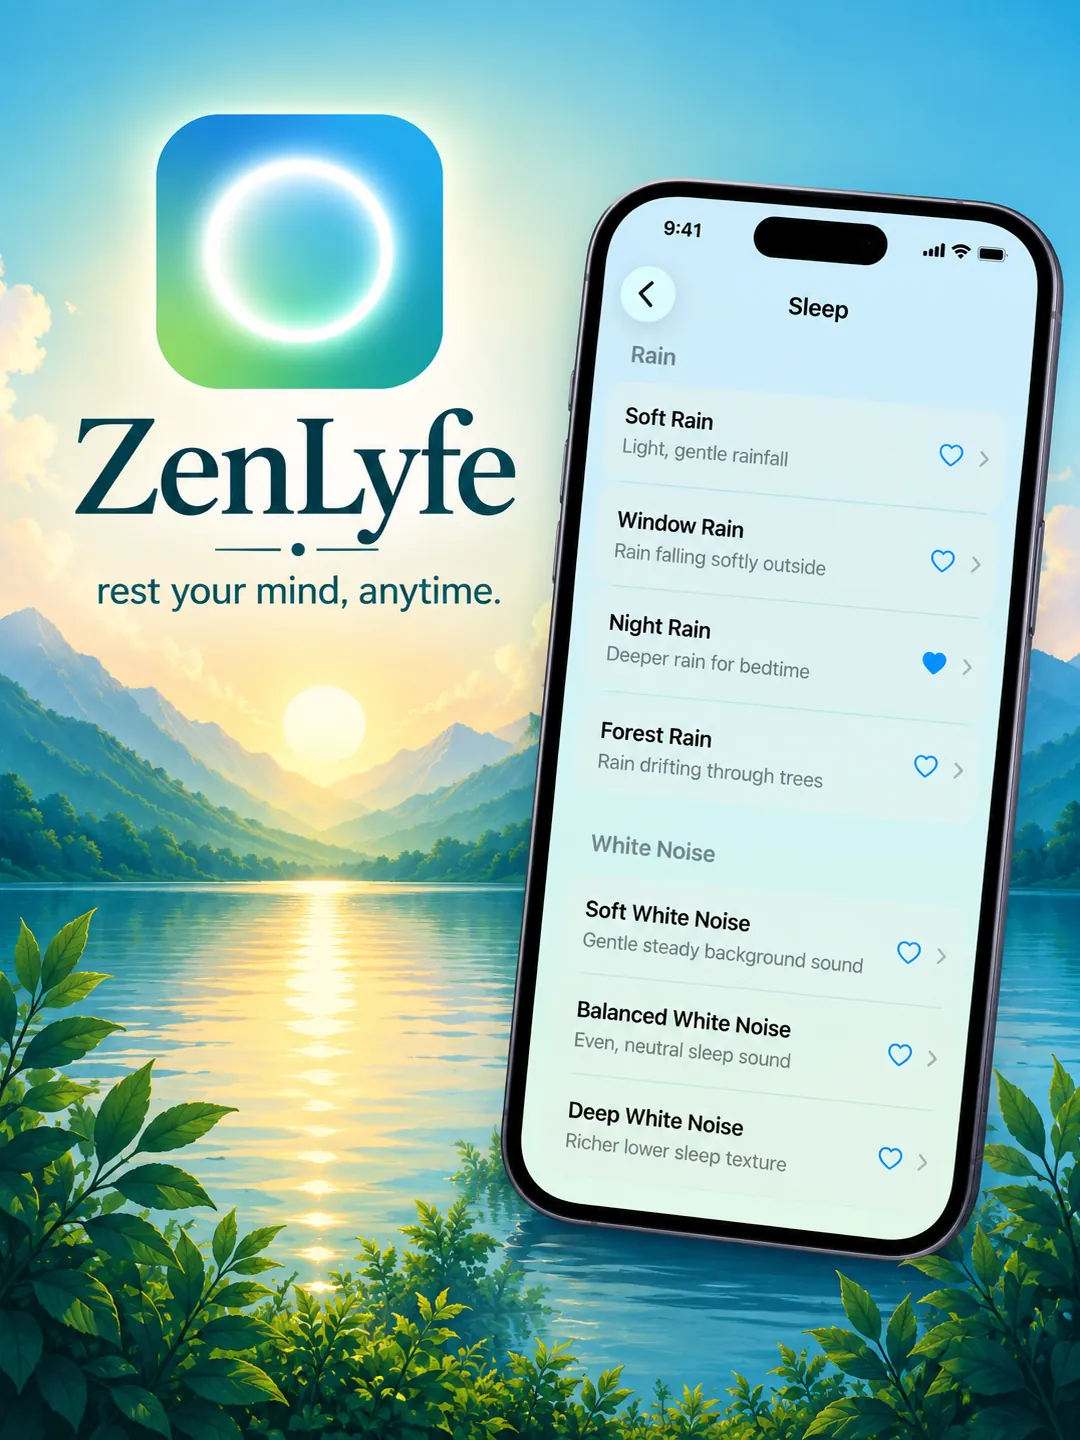 ZenLyfe
rest your mind, anytime.
9:41
Sleep
Rain
Soft Rain
Light, gentle rainfall
Window Rain
Rain falling softly outside
Night Rain
Deeper rain for bedtime
Forest Rain
Rain drifting through trees
White Noise
Soft White Noise
Gentle steady background sound
Balanced White Noise
Even, neutral sleep sound
Deep White Noise
Richer lower sleep texture